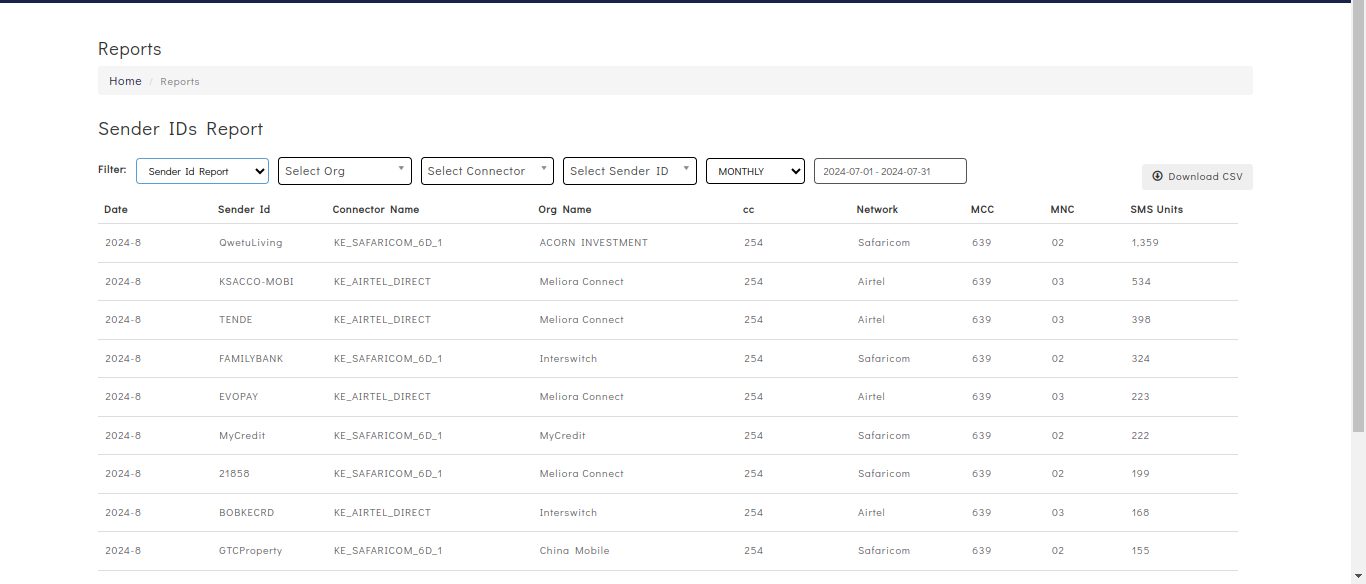 Reports
Home / Reports
Sender IDs Report
Filter: Sender Id Report Select Org Select Connector Select Sender ID MONTHLY 2024-07-01 - 2024-07-31 Download CSV
Date Sender Id Connector Name Org Name cc Network MCC MNC SMS Units
2024-8 QwetuLiving KE_SAFARICOM_6D_1 ACORN INVESTMENT 254 Safaricom 639 02 1,359
2024-8 KSACCO-MOBI KE_AIRTEL_DIRECT Meliora Connect 254 Airtel 639 03 534
2024-8 TENDE KE_AIRTEL_DIRECT Meliora Connect 254 Airtel 639 03 398
2024-8 FAMILYBANK KE_SAFARICOM_6D_1 Interswitch 254 Safaricom 639 02 324
2024-8 EVOPAY KE_AIRTEL_DIRECT Meliora Connect 254 Airtel 639 03 223
2024-8 MyCredit KE_SAFARICOM_6D_1 MyCredit 254 Safaricom 639 02 222
2024-8 21858 KE_SAFARICOM_6D_1 Meliora Connect 254 Safaricom 639 02 199
2024-8 BOBKECRD KE_AIRTEL_DIRECT Interswitch 254 Airtel 639 03 168
2024-8 GTCProperty KE_SAFARICOM_6D_1 China Mobile 254 Safaricom 639 02 155